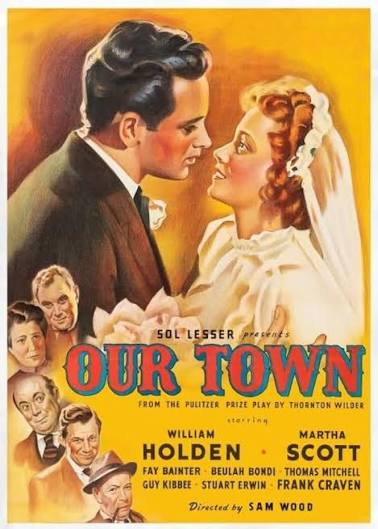 SOL LESSER presents
OUR TOWN
FROM THE PULITZER PRIZE PLAY BY THORNTON WILDER
starring
WILLIAM HOLDEN · MARTHA SCOTT
FAY BAINTER · BEULAH BONDI · THOMAS MITCHELL
GUY KIBBEE · STUART ERWIN · FRANK CRAVEN
Directed by SAM WOOD